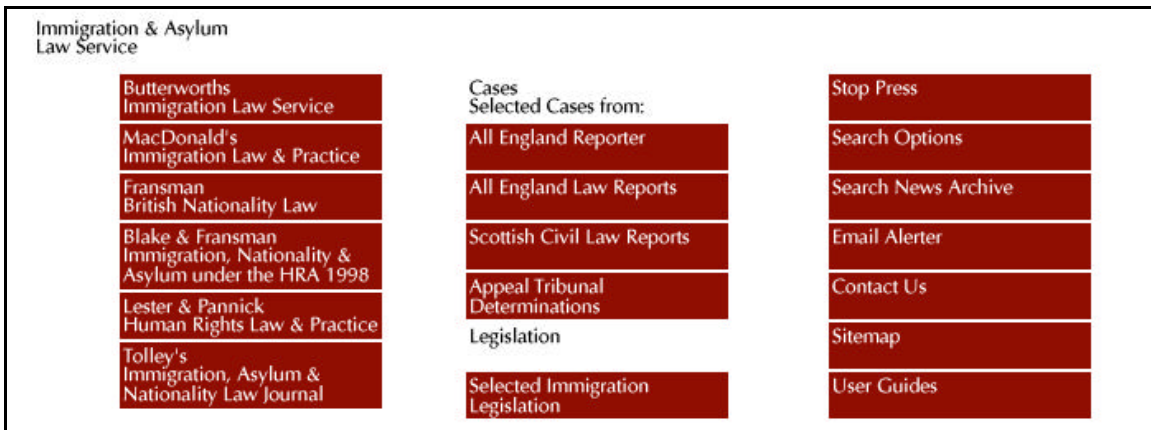 Immigration & Asylum
Law Service
Butterworths
Immigration Law Service
MacDonald's
Immigration Law & Practice
Fransman
British Nationality Law
Blake & Fransman
Immigration, Nationality &
Asylum under the HRA 1998
Lester & Pannick
Human Rights Law & Practice
Tolley's
Immigration, Asylum &
Nationality Law Journal
Cases
Selected Cases from:
All England Reporter
All England Law Reports
Scottish Civil Law Reports
Appeal Tribunal
Determinations
Legislation
Selected Immigration
Legislation
Stop Press
Search Options
Search News Archive
Email Alerter
Contact Us
Sitemap
User Guides